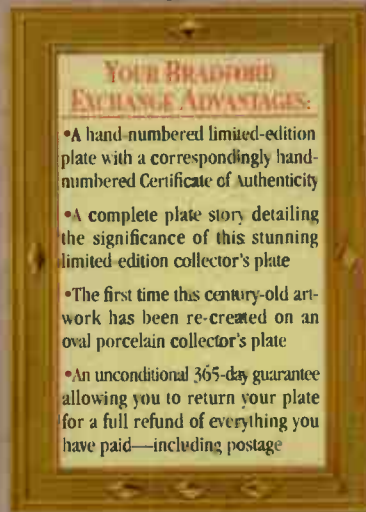 YOUR BRADFORD
EXCHANGE ADVANTAGES:
•A hand-numbered limited-edition
plate with a correspondingly hand-
numbered Certificate of Authenticity
•A complete plate story detailing
the significance of this stunning
limited-edition collector's plate
•The first time this century-old art-
work has been re-created on an
oval porcelain collector's plate
•An unconditional 365-day guarantee
allowing you to return your plate
for a full refund of everything you
have paid—including postage